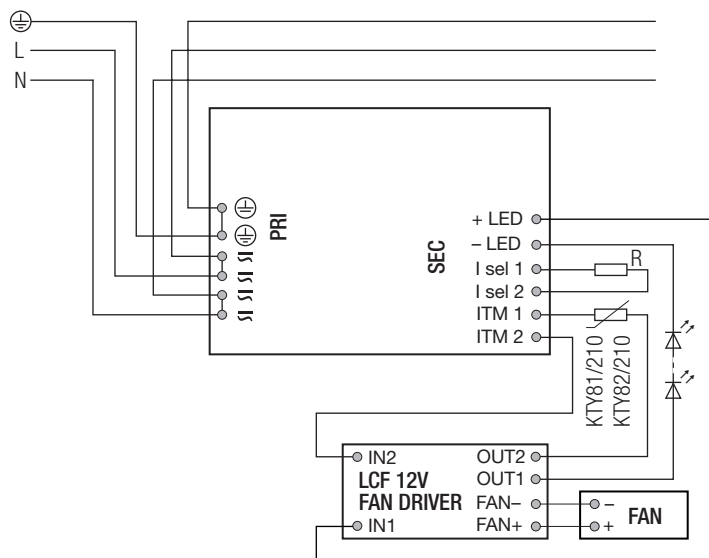 L
N
PRI
SEC
~
~
~
~
+ LED
– LED
I sel 1
I sel 2
ITM 1
ITM 2
R
KTY81/210
KTY82/210
IN2
LCF 12V
FAN DRIVER
IN1
OUT2
OUT1
FAN–
FAN+
–
+
FAN